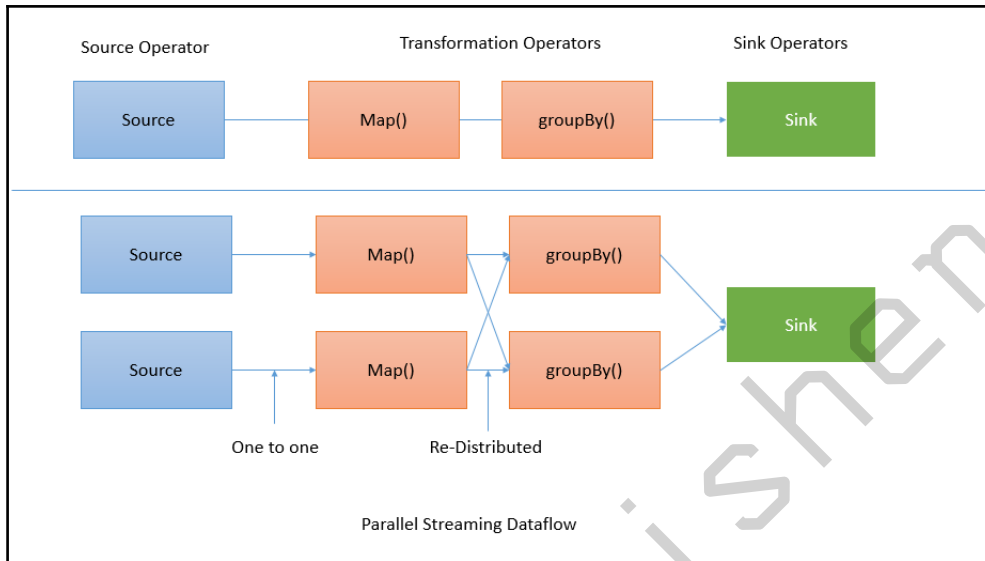 Source Operator
Transformation Operators
Sink Operators
Source
Map()
groupBy()
Sink
Source
Map()
groupBy()
Sink
Source
Map()
groupBy()
One to one
Re-Distributed
Parallel Streaming Dataflow
ishen